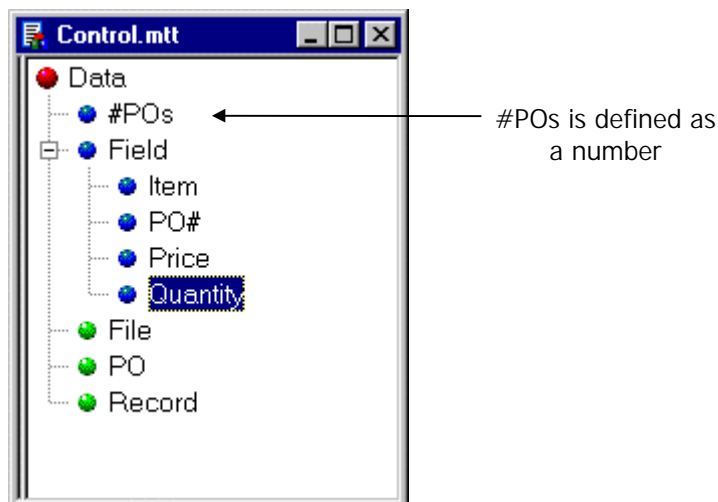 Control.mtt
Data
#POs
#POs is defined as
a number
Field
Item
PO#
Price
Quantity
File
PO
Record